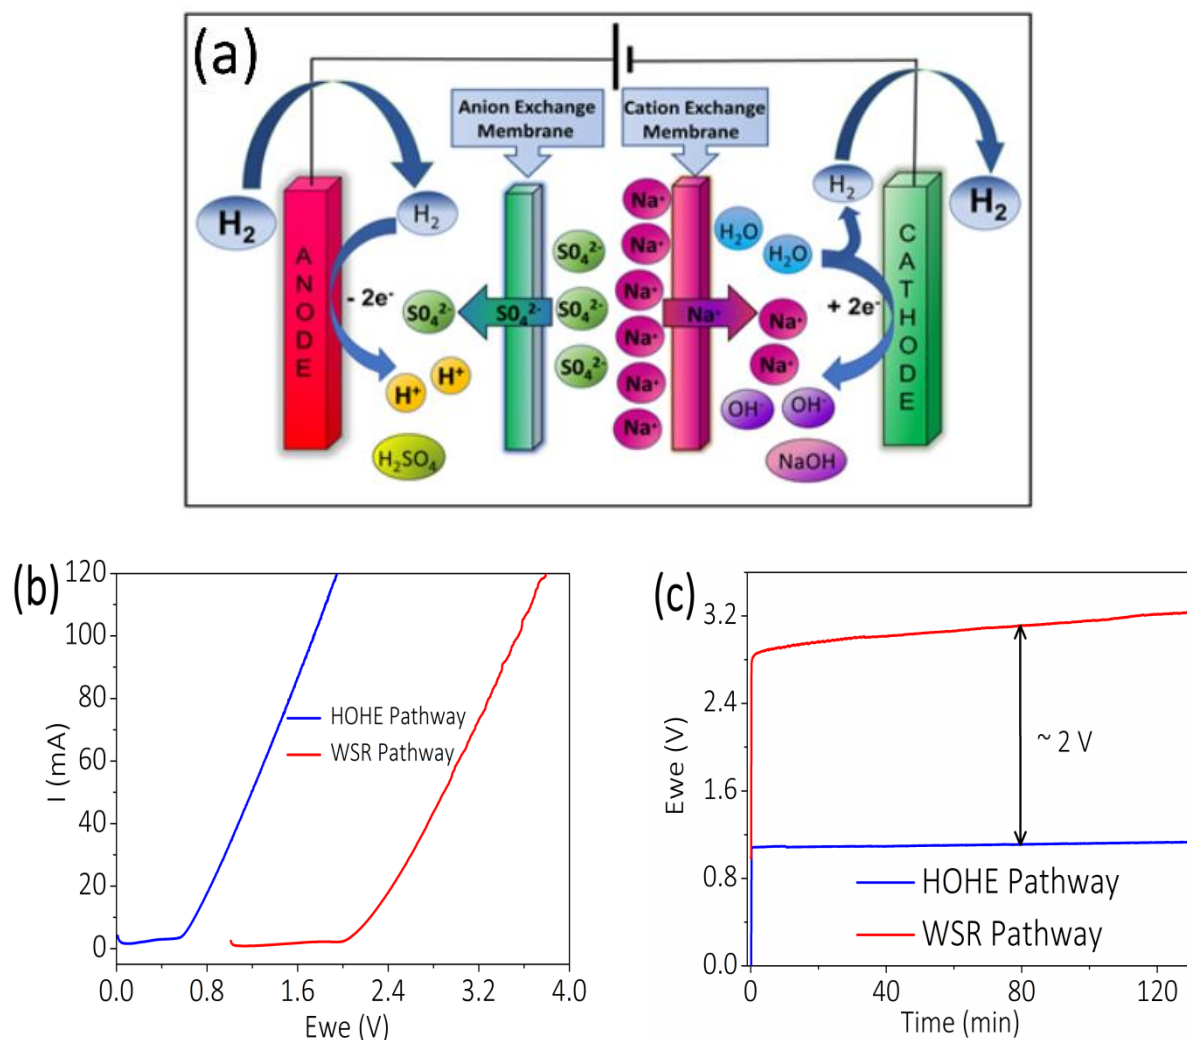 (a)
Anion Exchange
Membrane
Cation Exchange
Membrane
H₂
H₂
ANODE
- 2e⁻
SO₄²⁻
SO₄²⁻
SO₄²⁻
SO₄²⁻
SO₄²⁻
H⁺
H⁺
H₂SO₄
Na⁺
Na⁺
Na⁺
Na⁺
Na⁺
Na⁺
Na⁺
H₂O
H₂O
Na⁺
Na⁺
OH⁻
OH⁻
NaOH
H₂
H₂
+ 2e⁻
CATHODE
(b)
120
100
80
60
40
20
0
I (mA)
HOHE Pathway
WSR Pathway
0.0 0.8 1.6 2.4 3.2 4.0
Ewe (V)
(c)
3.2
2.4
1.6
0.8
0.0
Ewe (V)
~ 2 V
HOHE Pathway
WSR Pathway
0 40 80 120
Time (min)